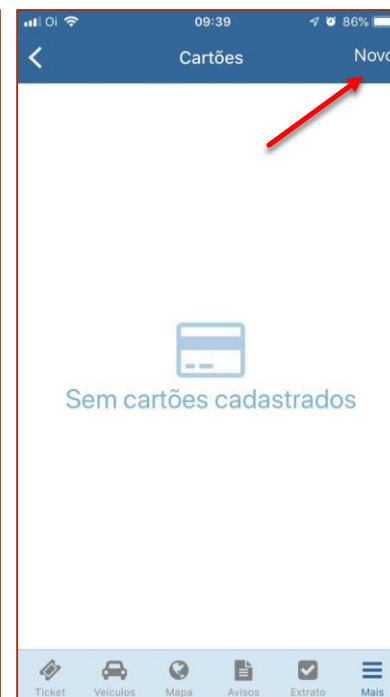 Oi 09:39 86%
Cartões Novo
Sem cartões cadastrados
Ticket Veículos Mapa Avisos Extrato Mais